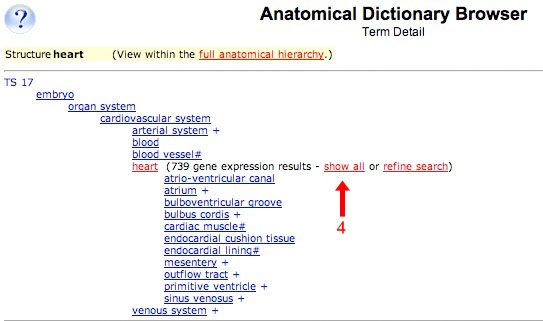 ?
Anatomical Dictionary Browser
Term Detail
Structure heart (View within the full anatomical hierarchy.)
TS 17
embryo
organ system
cardiovascular system
arterial system +
blood
blood vessel#
heart (739 gene expression results - show all or refine search)
atrio-ventricular canal
atrium +
bulboventricular groove
bulbus cordis +
cardiac muscle#
endocardial cushion tissue
endocardial lining#
mesentery +
outflow tract +
primitive ventricle +
sinus venosus +
venous system +
4